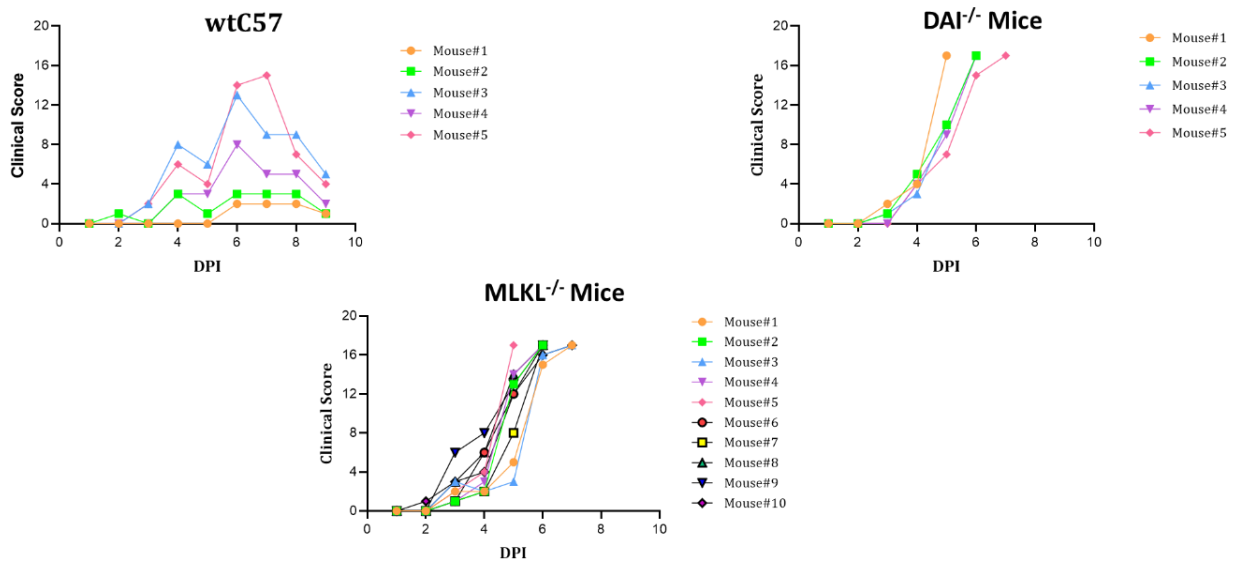 wtC57
Clinical Score
20
16
12
8
4
0
0 2 4 6 8 10
DPI
Mouse#1
Mouse#2
Mouse#3
Mouse#4
Mouse#5
DAI-/- Mice
Clinical Score
20
16
12
8
4
0
0 2 4 6 8 10
DPI
Mouse#1
Mouse#2
Mouse#3
Mouse#4
Mouse#5
MLKL-/- Mice
Clinical Score
20
16
12
8
4
0
0 2 4 6 8 10
DPI
Mouse#1
Mouse#2
Mouse#3
Mouse#4
Mouse#5
Mouse#6
Mouse#7
Mouse#8
Mouse#9
Mouse#10